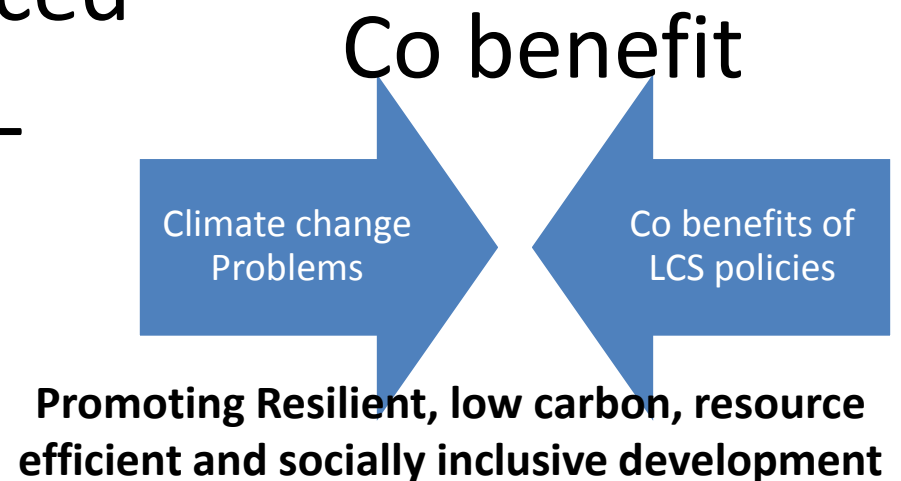 Co benefit
Climate change
Problems
Co benefits of
LCS policies
Promoting Resilient, low carbon, resource
efficient and socially inclusive development